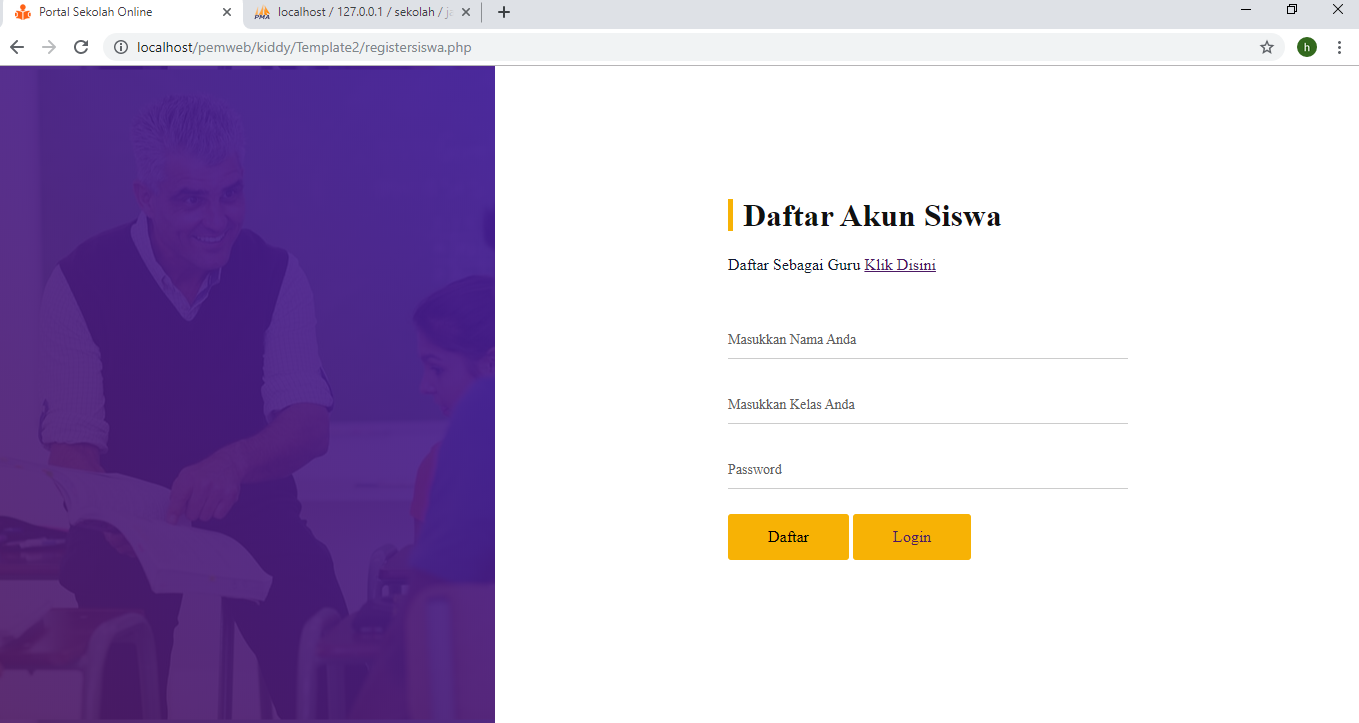 Portal Sekolah Online
localhost / 127.0.0.1 / sekolah /
localhost/pemweb/kiddy/Template2/registersiswa.php
h
Daftar Akun Siswa
Daftar Sebagai Guru Klik Disini
Masukkan Nama Anda
Masukkan Kelas Anda
Password
Daftar Login